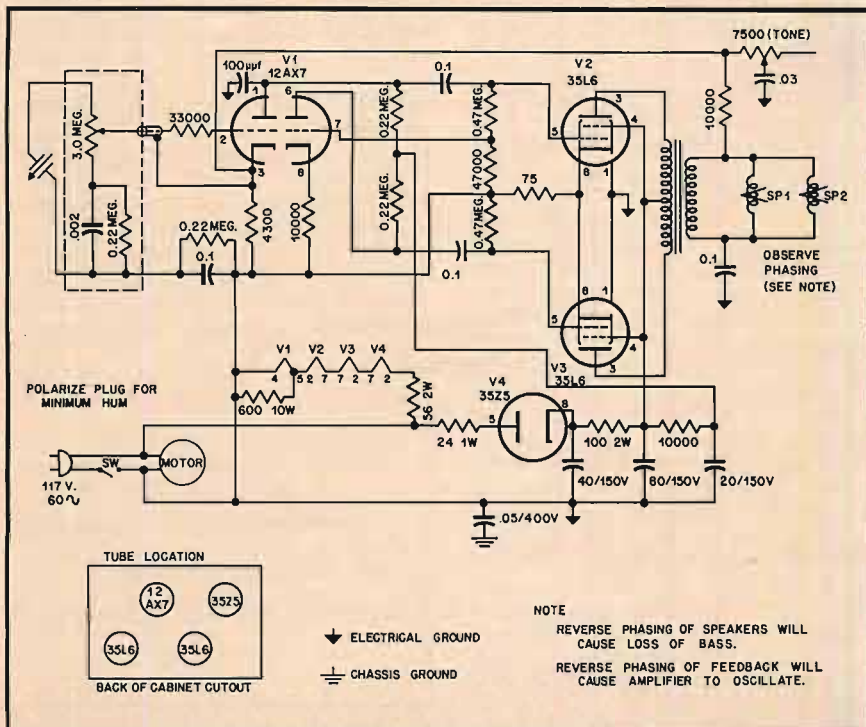 7500 (TONE)
.03
10000
V1
12AX7
100µµf
0.1
V2
35L6
3.0 MEG.
33000
1
6
2
7
3
8
0.22 MEG.
0.22 MEG.
0.47 MEG.
47000
0.47 MEG.
75
5
3
4
8
1
SP1
SP2
.002
0.22 MEG.
0.22 MEG.
0.1
4300
10000
0.1
8
1
5
4
3
V3
35L6
0.1
OBSERVE
PHASING
(SEE NOTE)
POLARIZE PLUG FOR
MINIMUM HUM
V1
V2
V3
V4
4
5
2
7
7
2
7
2
600 10W
56 2W
V4
35Z5
24 1W
5
8
100 2W
10000
SW
MOTOR
117 V.
60∿
40/150V
80/150V
20/150V
.05/400V
TUBE LOCATION
12
AX7
35Z5
35L6
35L6
BACK OF CABINET CUTOUT
ELECTRICAL GROUND
CHASSIS GROUND
NOTE
REVERSE PHASING OF SPEAKERS WILL
CAUSE LOSS OF BASS.
REVERSE PHASING OF FEEDBACK WILL
CAUSE AMPLIFIER TO OSCILLATE.